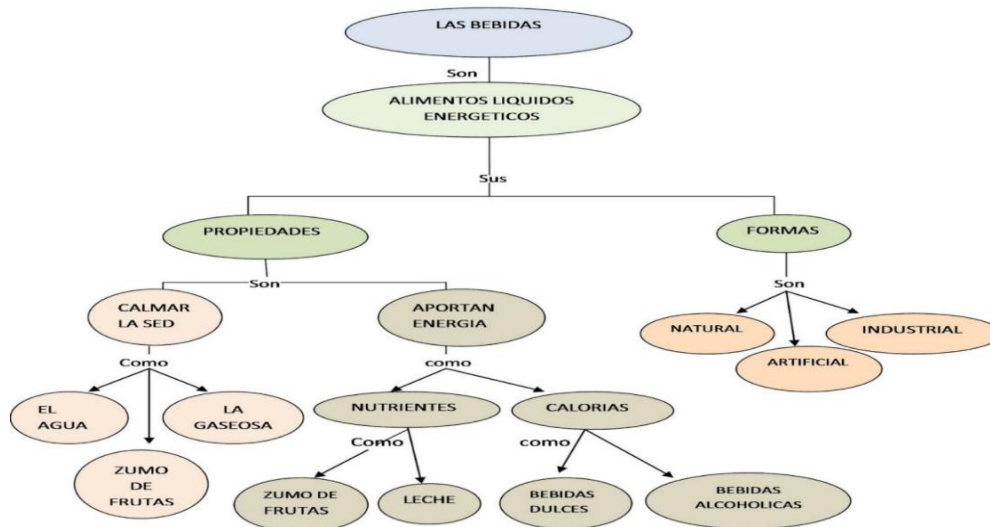 LAS BEBIDAS
Son
ALIMENTOS LIQUIDOS
ENERGETICOS
Sus
PROPIEDADES
FORMAS
Son
Son
CALMAR
LA SED
APORTAN
ENERGIA
NATURAL
INDUSTRIAL
ARTIFICIAL
Como
como
EL
AGUA
LA
GASEOSA
NUTRIENTES
CALORIAS
Como
como
ZUMO
DE
FRUTAS
ZUMO DE
FRUTAS
LECHE
BEBIDAS
DULCES
BEBIDAS
ALCOHOLICAS